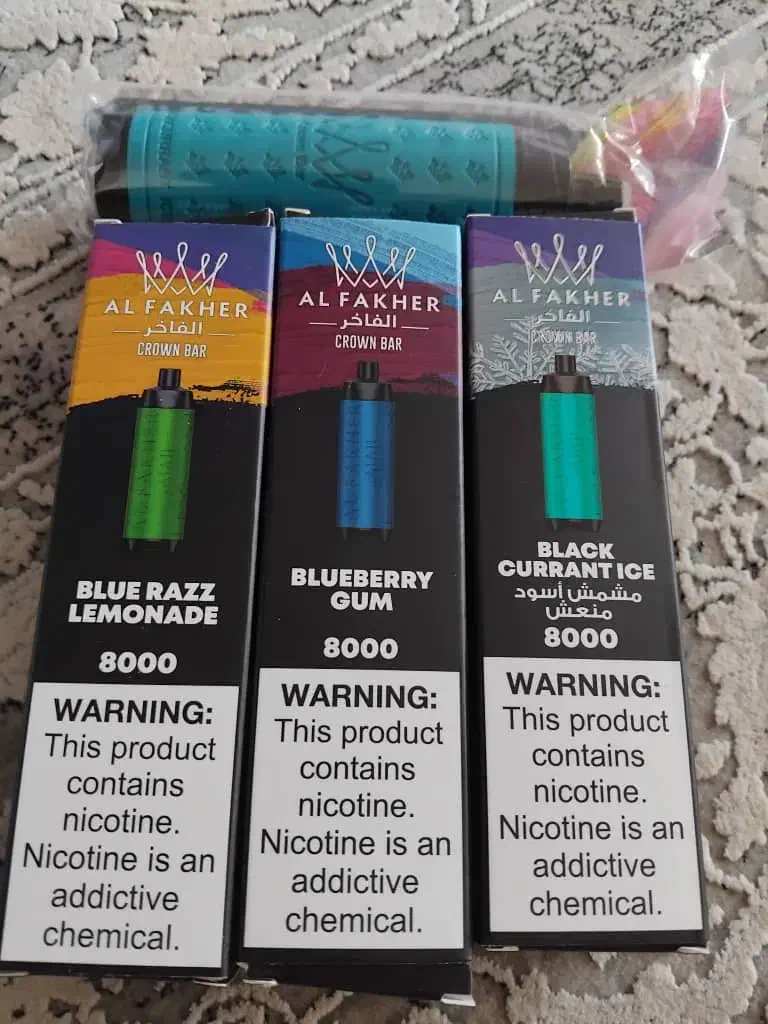 AL FAKHER
الفاخر
CROWN BAR
BLUE RAZZ
LEMONADE
8000
WARNING:
This product
contains
nicotine.
Nicotine is an
addictive
chemical.
AL FAKHER
الفاخر
CROWN BAR
BLUEBERRY
GUM
8000
WARNING:
This product
contains
nicotine.
Nicotine is an
addictive
chemical.
AL FAKHER
الفاخر
CROWN BAR
BLACK
CURRANT ICE
مشمش أسود
منعش
8000
WARNING:
This product
contains
nicotine.
Nicotine is an
addictive
chemical.